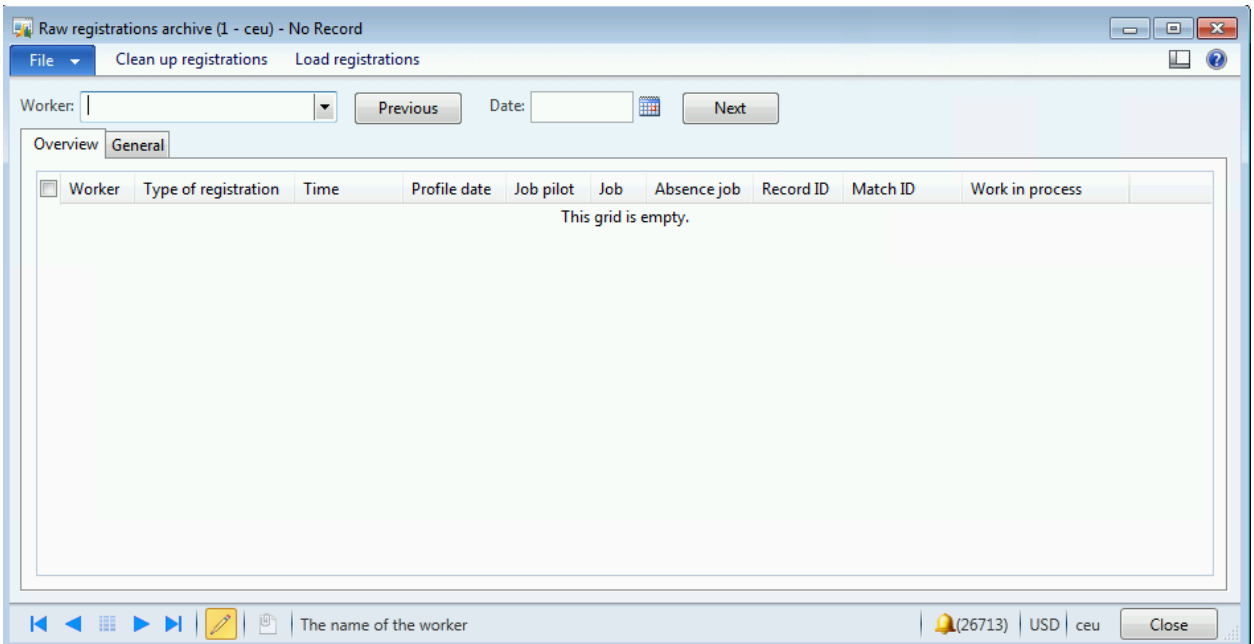 Raw registrations archive (1 - ceu) - No Record
File Clean up registrations Load registrations
Worker: Previous Date: Next
Overview General
Worker Type of registration Time Profile date Job pilot Job Absence job Record ID Match ID Work in process
This grid is empty.
The name of the worker (26713) USD ceu Close